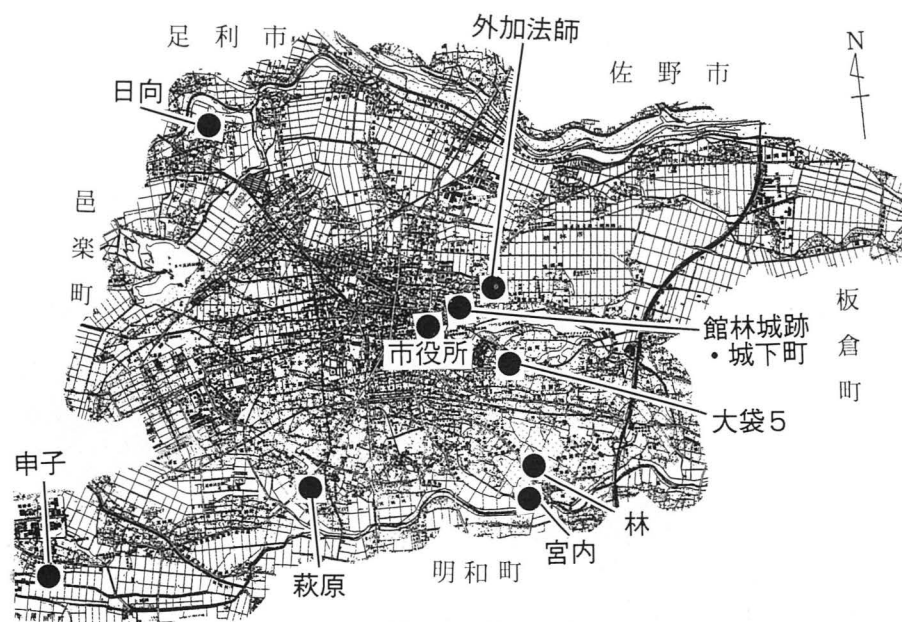 外加法師
足利市
佐野市
N
日向
邑楽町
板倉町
館林城跡
・城下町
市役所
大袋5
申子
林
宮内
萩原
明和町